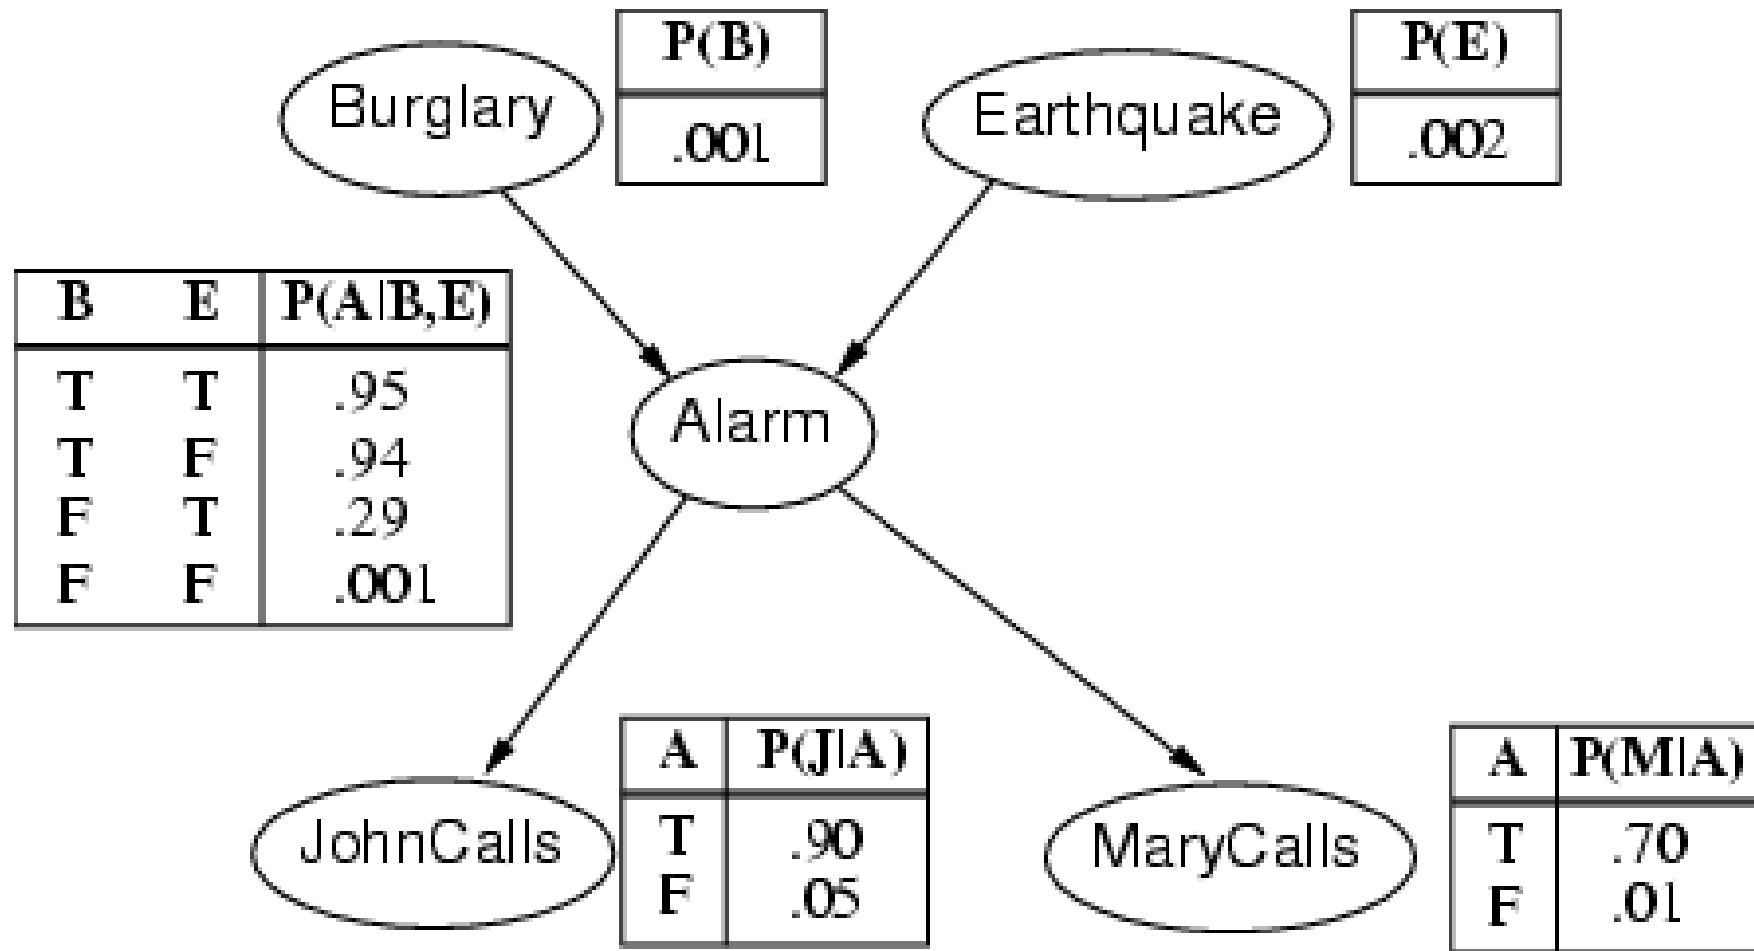 Burglary
P(B)
.001
Earthquake
P(E)
.002
B E P(A|B,E)
T T .95
T F .94
F T .29
F F .001
Alarm
JohnCalls
A P(J|A)
T .90
F .05
MaryCalls
A P(M|A)
T .70
F .01